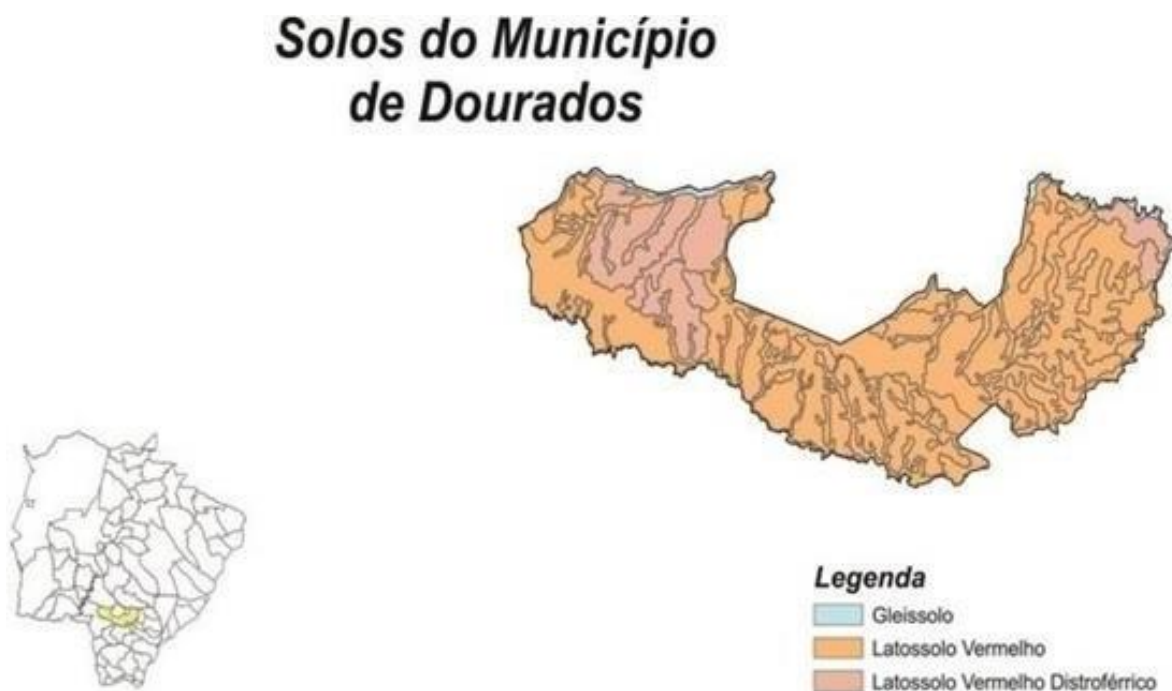 Solos do Município
de Dourados
Legenda
Gleissolo
Latossolo Vermelho
Latossolo Vermelho Distroférrico